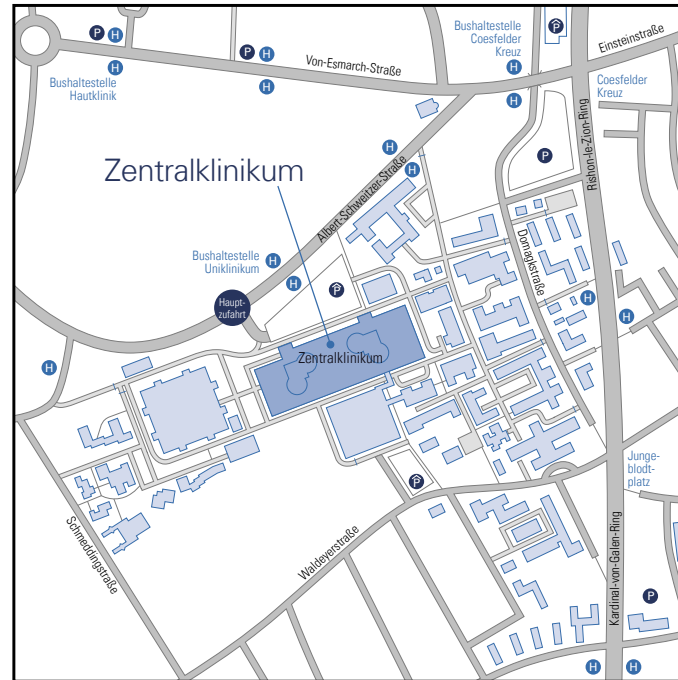 P
H
P
H
H
H
Bushaltestelle
Hautklinik
Von-Esmarch-Straße
Bushaltestelle
Coesfelder
Kreuz
H
H
P
Einsteinstraße
Coesfelder
Kreuz
Rishon-le-Zion-Ring
P
Zentralklinikum
Albert-Schweitzer-Straße
H
H
Domagkstraße
Bushaltestelle
Uniklinikum
H
H
P
Haupt-
zufahrt
H
H
H
Zentralklinikum
Schmeddingstraße
Waldeyerstraße
P
Junge-
blodt-
platz
Kardinal-von-Galen-Ring
P
H
H